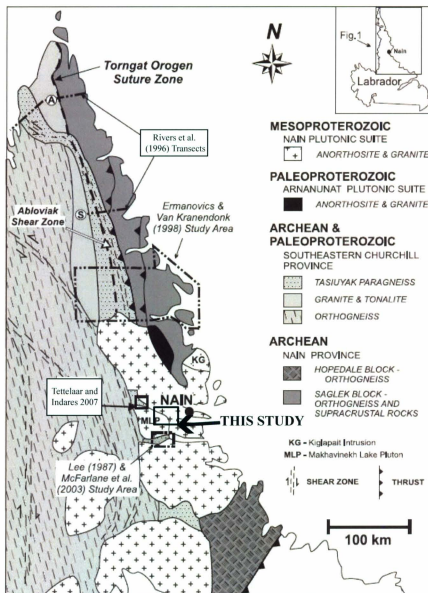 Torngat Orogen
Suture Zone
N
Fig.1
Nain
Labrador
A
Rivers et al.
(1996) Transects
Ermanovics &
Van Kranendonk
(1998) Study Area
Abloviak
Shear Zone
S
KG
Tettelaar and
Indares 2007
NAIN
MLP
THIS STUDY
Lee (1987) &
McFarlane et al.
(2003) Study Area
MESOPROTEROZOIC
NAIN PLUTONIC SUITE
ANORTHOSITE & GRANITE
PALEOPROTEROZOIC
ARNANUNAT PLUTONIC SUITE
ANORTHOSITE & GRANITE
ARCHEAN &
PALEOPROTEROZOIC
SOUTHEASTERN CHURCHILL
PROVINCE
TASIUYAK PARAGNEISS
GRANITE & TONALITE
ORTHOGNEISS
ARCHEAN
NAIN PROVINCE
HOPEDALE BLOCK -
ORTHOGNEISS
SAGLEK BLOCK -
ORTHOGNEISS AND
SUPRACRUSTAL ROCKS
KG - Kiglapait Intrusion
MLP - Makhavinekh Lake Pluton
SHEAR ZONE
THRUST
100 km